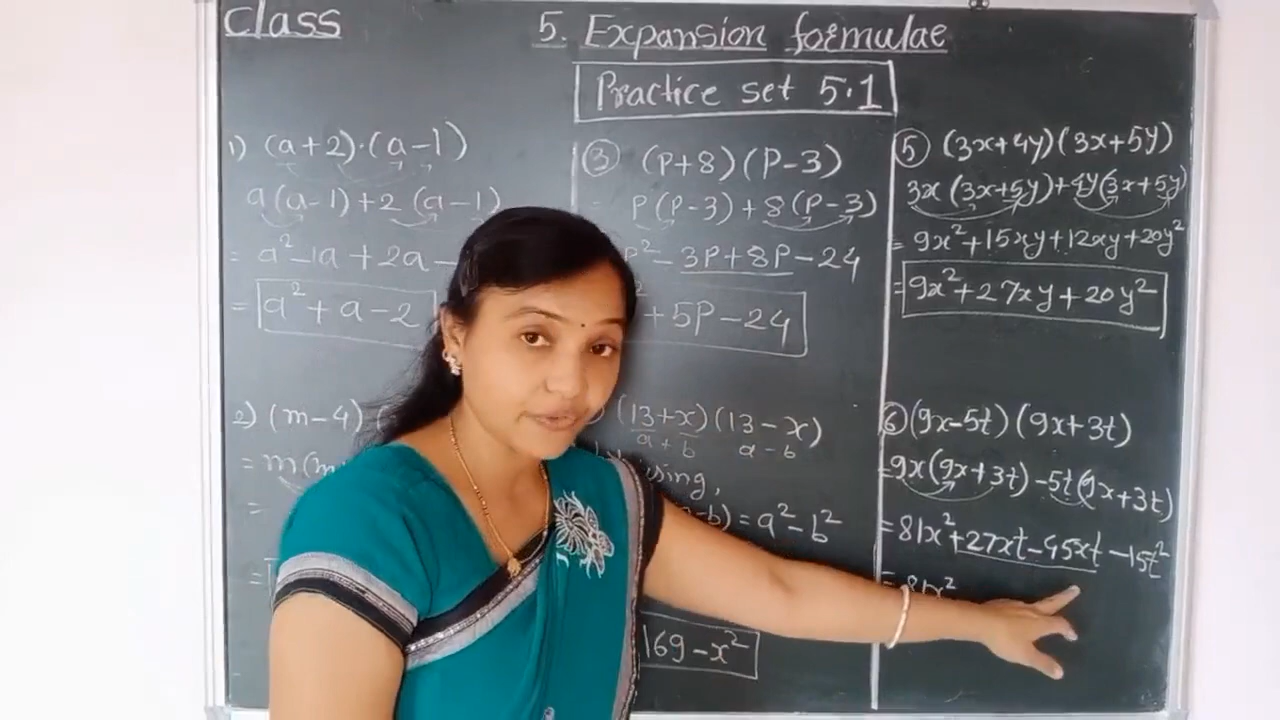 Class
5. Expansion formulae
Practice set 5.1
1) (a+2)·(a-1)
a(a-1)+2(a-1)
= a²-1a+2a-
= a²+a-2
2) (m-4)
= m(m
=
=
③ (P+8)(P-3)
= P(P-3)+8(P-3)
P²-3P+8P-24
+5P-24
(13+x)(13-x)
a+b a-b
using,
-b)=a²-b²
169-x²
⑤ (3x+4y)(3x+5y)
3x(3x+5y)+4y(3x+5y)
= 9x²+15xy+12xy+20y²
= 9x²+27xy+20y²
⑥ (9x-5t)(9x+3t)
= 9x(9x+3t)-5t(9x+3t)
= 81x²+27xt-45xt-15t²
= 81x²